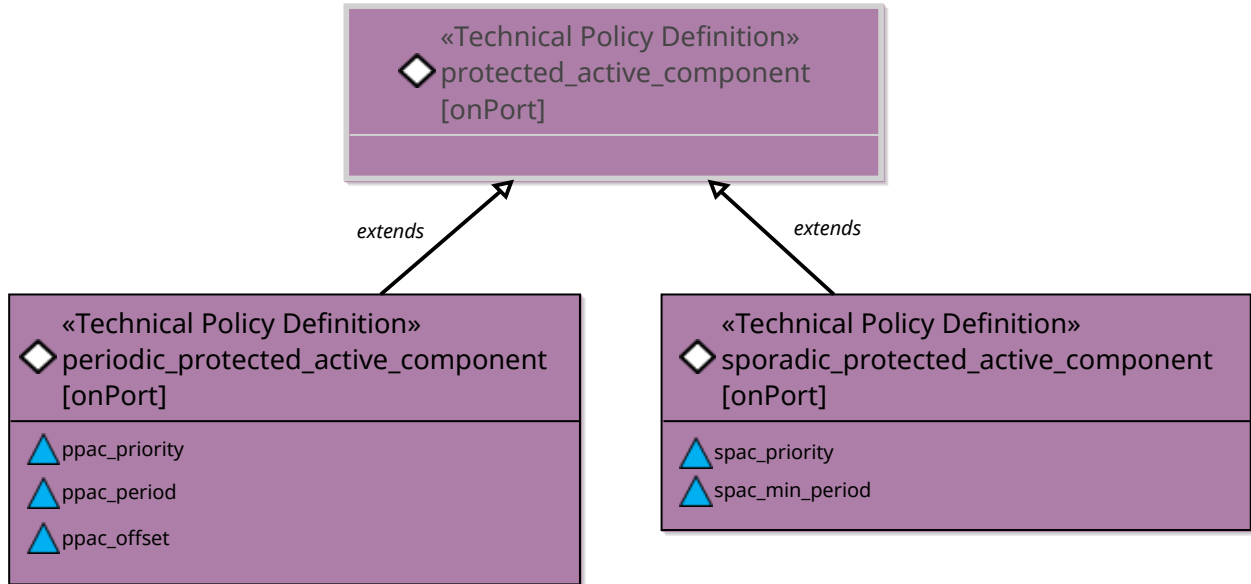 «Technical Policy Definition»
protected_active_component
[onPort]
extends
extends
«Technical Policy Definition»
periodic_protected_active_component
[onPort]
ppac_priority
ppac_period
ppac_offset
«Technical Policy Definition»
sporadic_protected_active_component
[onPort]
spac_priority
spac_min_period